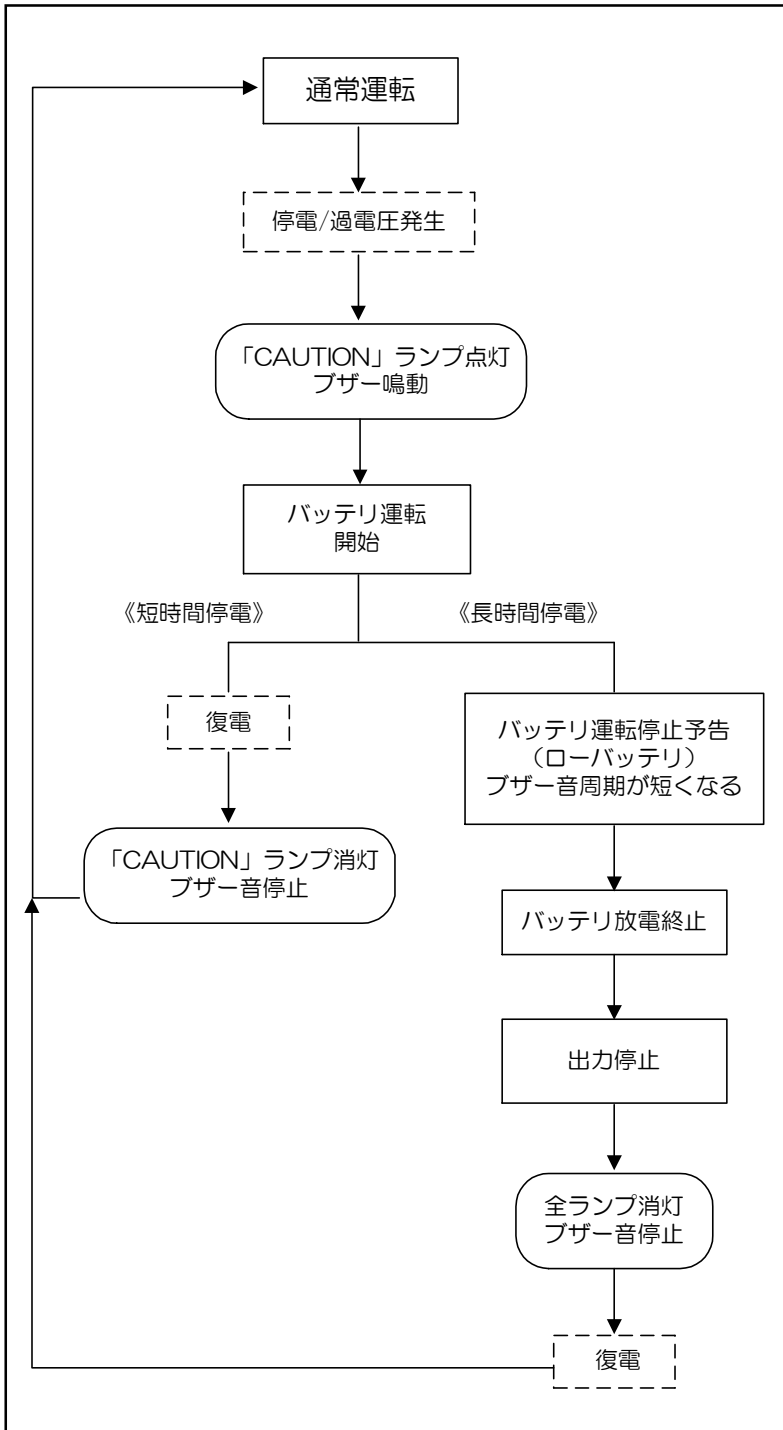 通常運転
停電/過電圧発生
「CAUTION」ランプ点灯
ブザー鳴動
バッテリ運転
開始
《短時間停電》
《長時間停電》
復電
「CAUTION」ランプ消灯
ブザー音停止
バッテリ運転停止予告
（ローバッテリ）
ブザー音周期が短くなる
バッテリ放電終止
出力停止
全ランプ消灯
ブザー音停止
復電